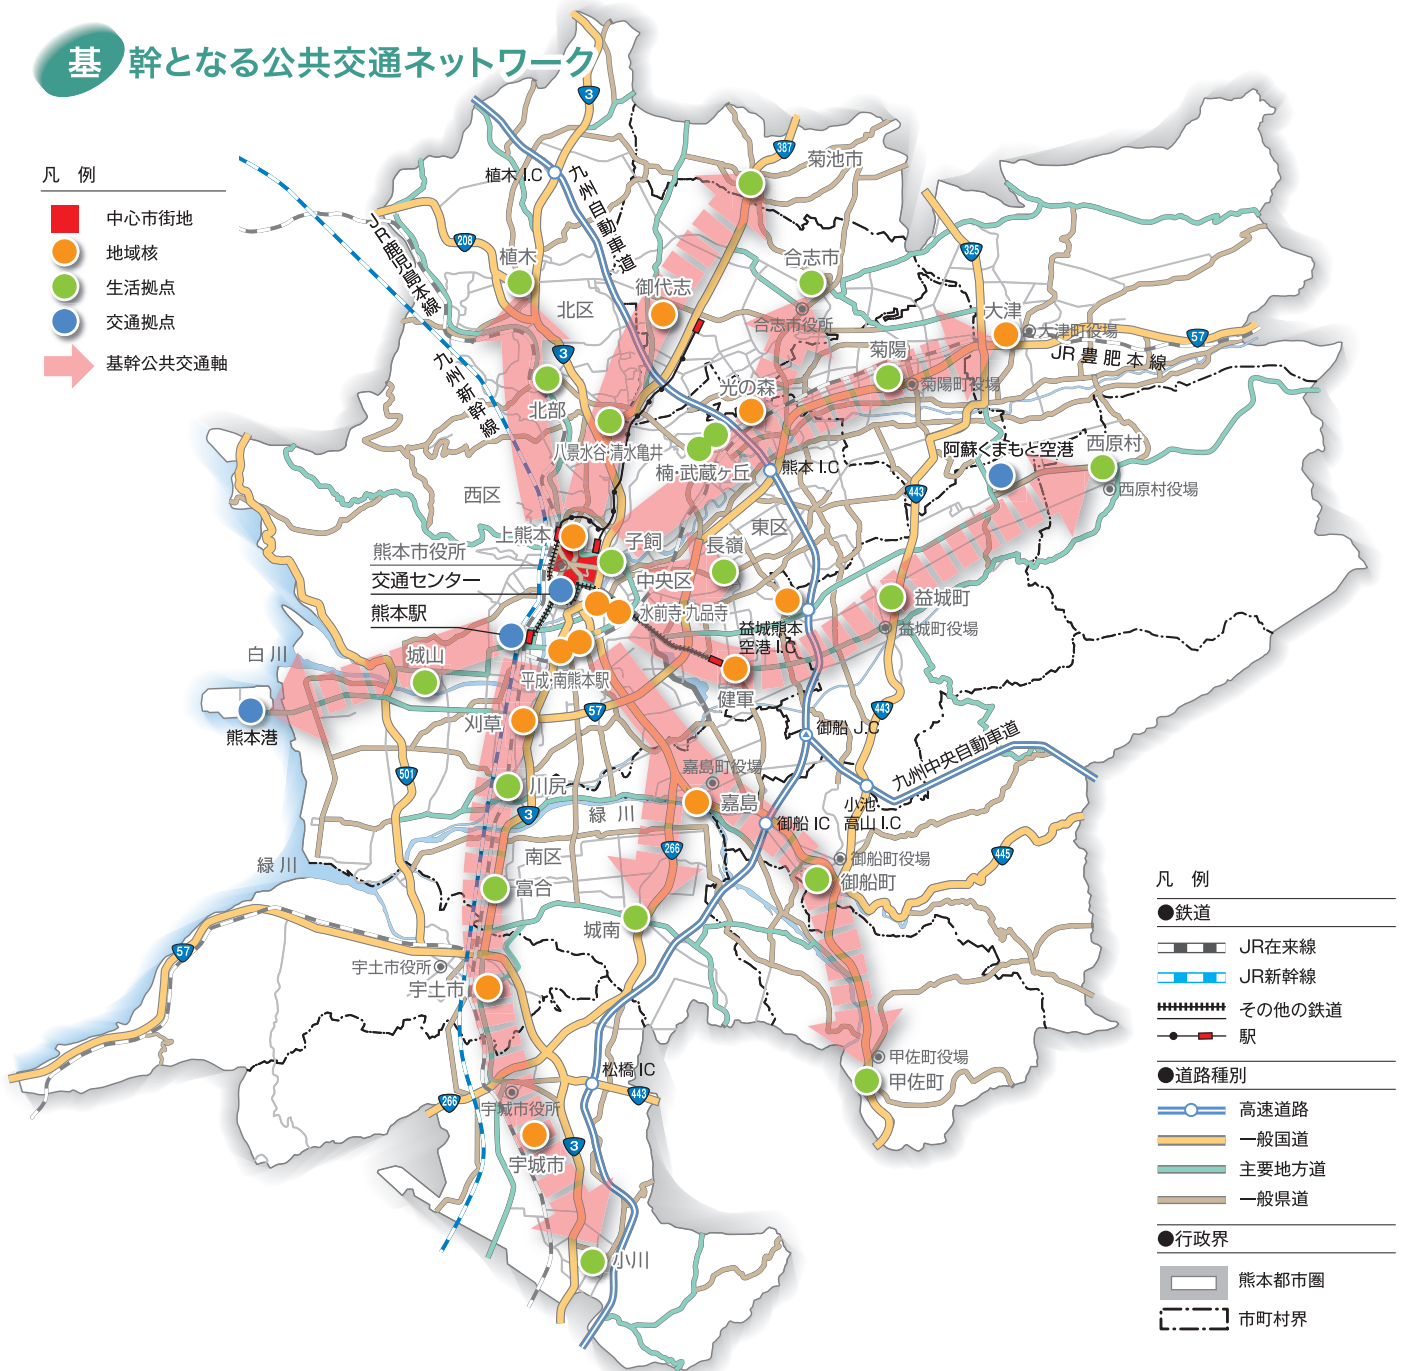 基幹となる公共交通ネットワーク
凡　例
中心市街地
地域核
生活拠点
交通拠点
基幹公共交通軸
3
387
菊池市
植木 I.C
九州自動車道
JR鹿児島本線
208
植木
北区
御代志
合志市
合志市役所
325
大津
大津町役場
57
JR豊肥本線
九州新幹線
3
北部
菊陽
菊陽町役場
光の森
八景水谷・清水亀井
楠・武蔵ヶ丘
熊本 I.C
阿蘇くまもと空港
西原村
西原村役場
443
西区
上熊本
熊本市役所
交通センター
熊本駅
子飼
中央区
長嶺
東区
水前寺・九品寺
益城熊本
空港 I.C
益城町
益城町役場
白川
城山
平成・南熊本駅
健軍
熊本港
刈草
57
443
御船 J.C
九州中央自動車道
501
川尻
嘉島町役場
嘉島
緑川
3
小池
高山 I.C
御船 IC
緑川
南区
266
御船町役場
御船町
445
富合
城南
57
宇土市役所
宇土市
甲佐町役場
甲佐町
松橋 IC
266
宇城市役所
443
宇城市
3
小川
凡　例
●鉄道
JR在来線
JR新幹線
その他の鉄道
駅
●道路種別
高速道路
一般国道
主要地方道
一般県道
●行政界
熊本都市圏
市町村界